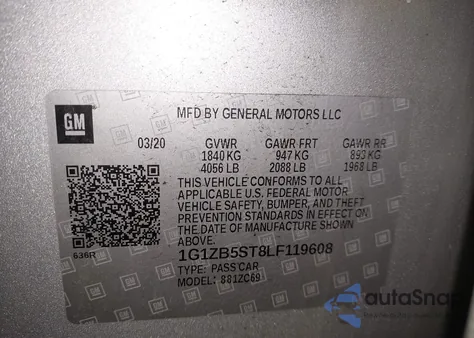 GM
MFD BY GENERAL MOTORS LLC
03/20 GVWR GAWR FRT GAWR RR
1840 KG 947 KG 893 KG
4056 LB 2088 LB 1968 LB
THIS VEHICLE CONFORMS TO ALL
APPLICABLE U.S. FEDERAL MOTOR
VEHICLE SAFETY, BUMPER, AND THEFT
PREVENTION STANDARDS IN EFFECT ON
THE DATE OF MANUFACTURE SHOWN ABOVE.
636R
1G1ZB5ST8LF119608
TYPE: PASS CAR
MODEL: 881ZC69
autoSnap